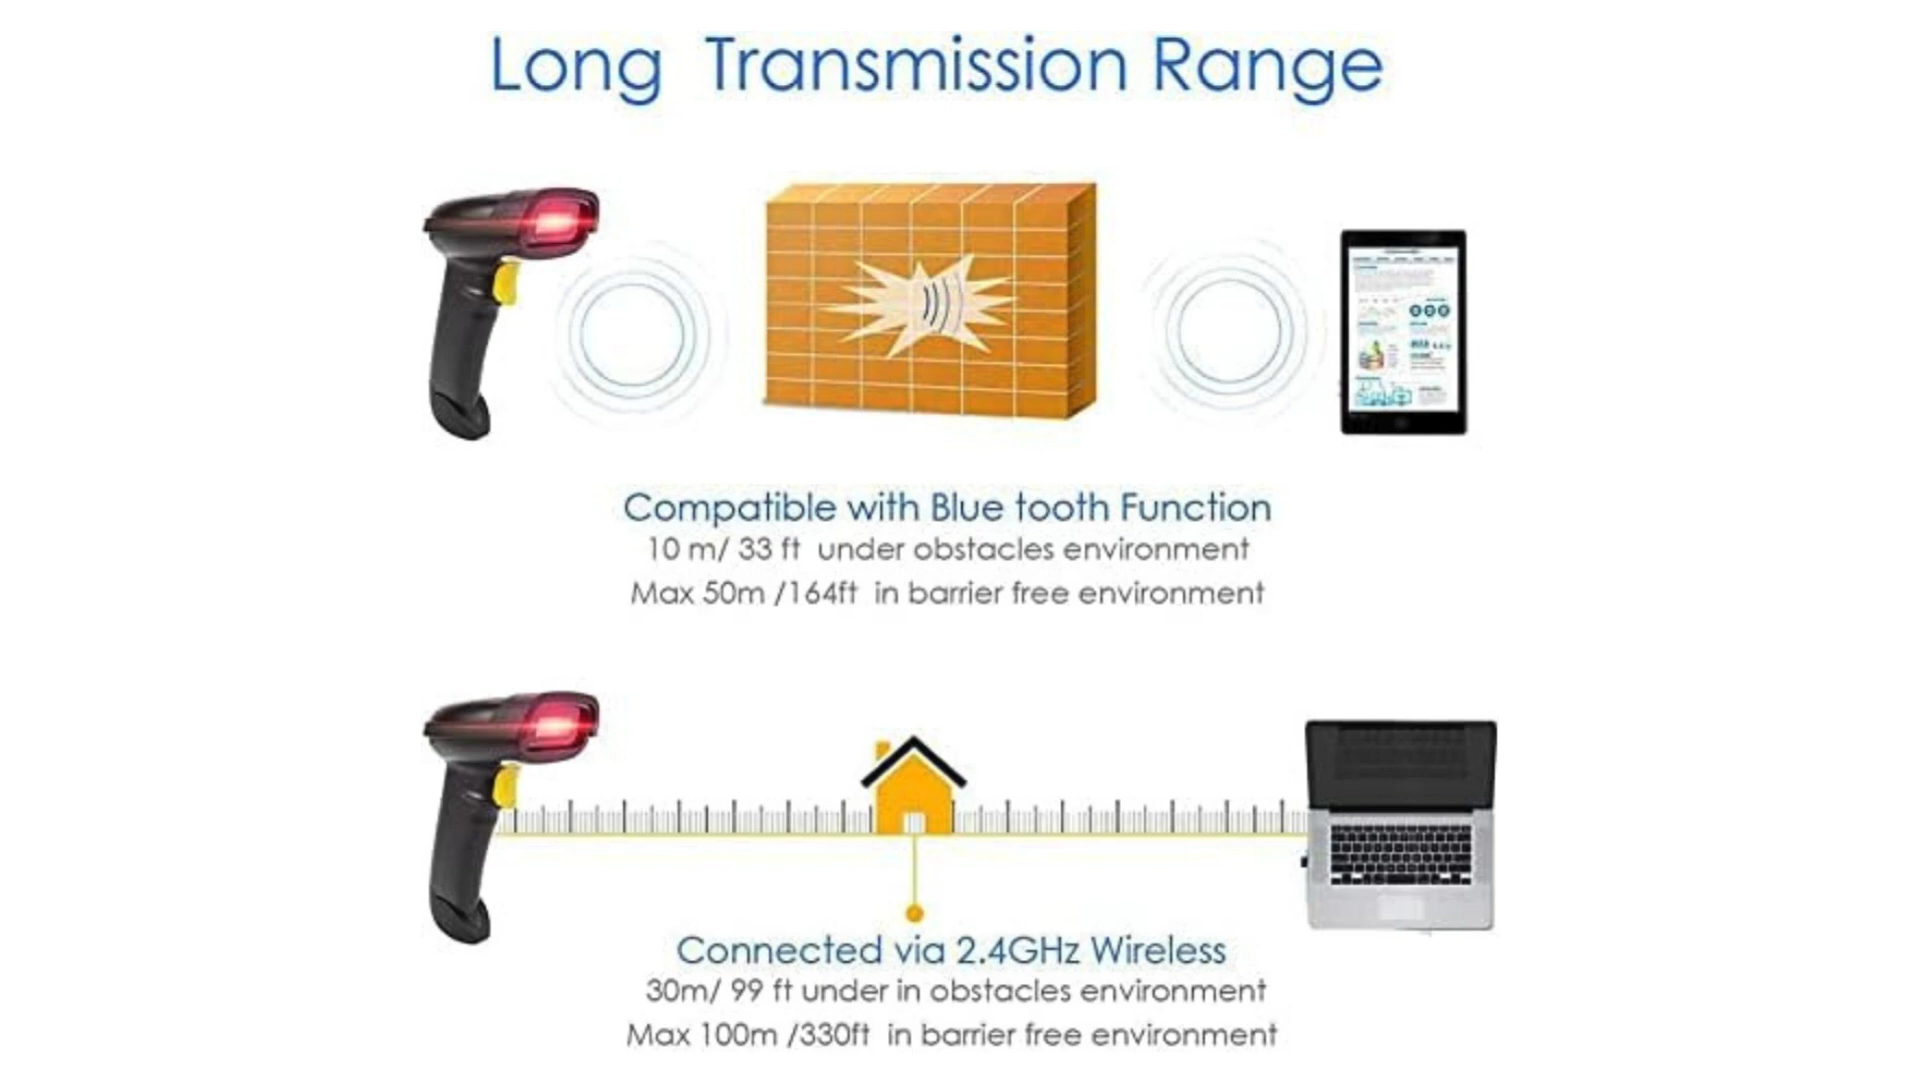 Long Transmission Range
Compatible with Blue tooth Function
10 m/ 33 ft under obstacles environment
Max 50m /164ft in barrier free environment
Connected via 2.4GHz Wireless
30m/ 99 ft under in obstacles environment
Max 100m /330ft in barrier free environment